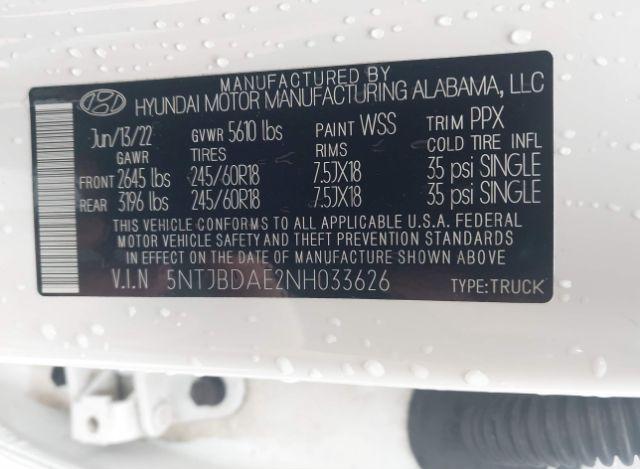 MANUFACTURED BY
HYUNDAI MOTOR MANUFACTURING ALABAMA, LLC
Jun/13/22 GVWR 5610 lbs PAINT WSS TRIM PPX
GAWR TIRES RIMS COLD TIRE INFL
FRONT 2645 lbs 245/60R18 7.5JX18 35 psi SINGLE
REAR 3196 lbs 245/60R18 7.5JX18 35 psi SINGLE
THIS VEHICLE CONFORMS TO ALL APPLICABLE U.S.A. FEDERAL
MOTOR VEHICLE SAFETY AND THEFT PREVENTION STANDARDS
IN EFFECT ON THE DATE OF MANUFACTURE SHOWN ABOVE
V.I.N 5NTJBDAE2NH033626 TYPE:TRUCK